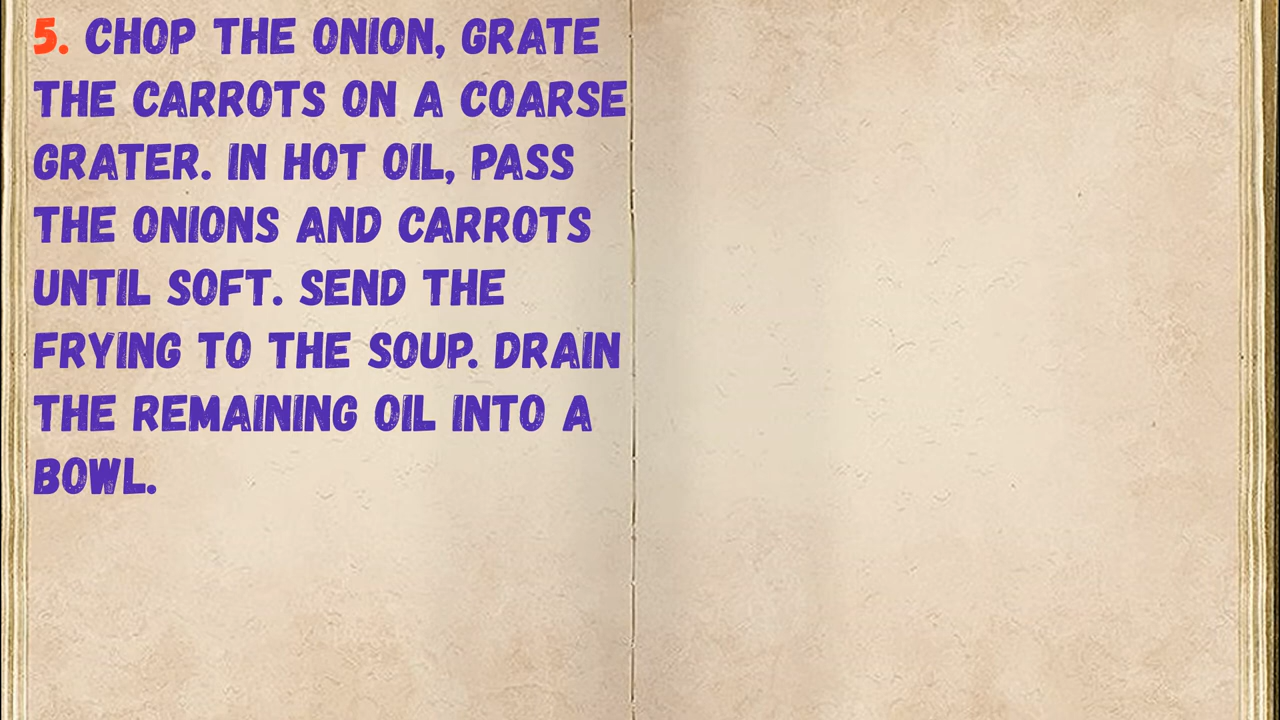 5. CHOP THE ONION, GRATE
THE CARROTS ON A COARSE
GRATER. IN HOT OIL, PASS
THE ONIONS AND CARROTS
UNTIL SOFT. SEND THE
FRYING TO THE SOUP. DRAIN
THE REMAINING OIL INTO A
BOWL.